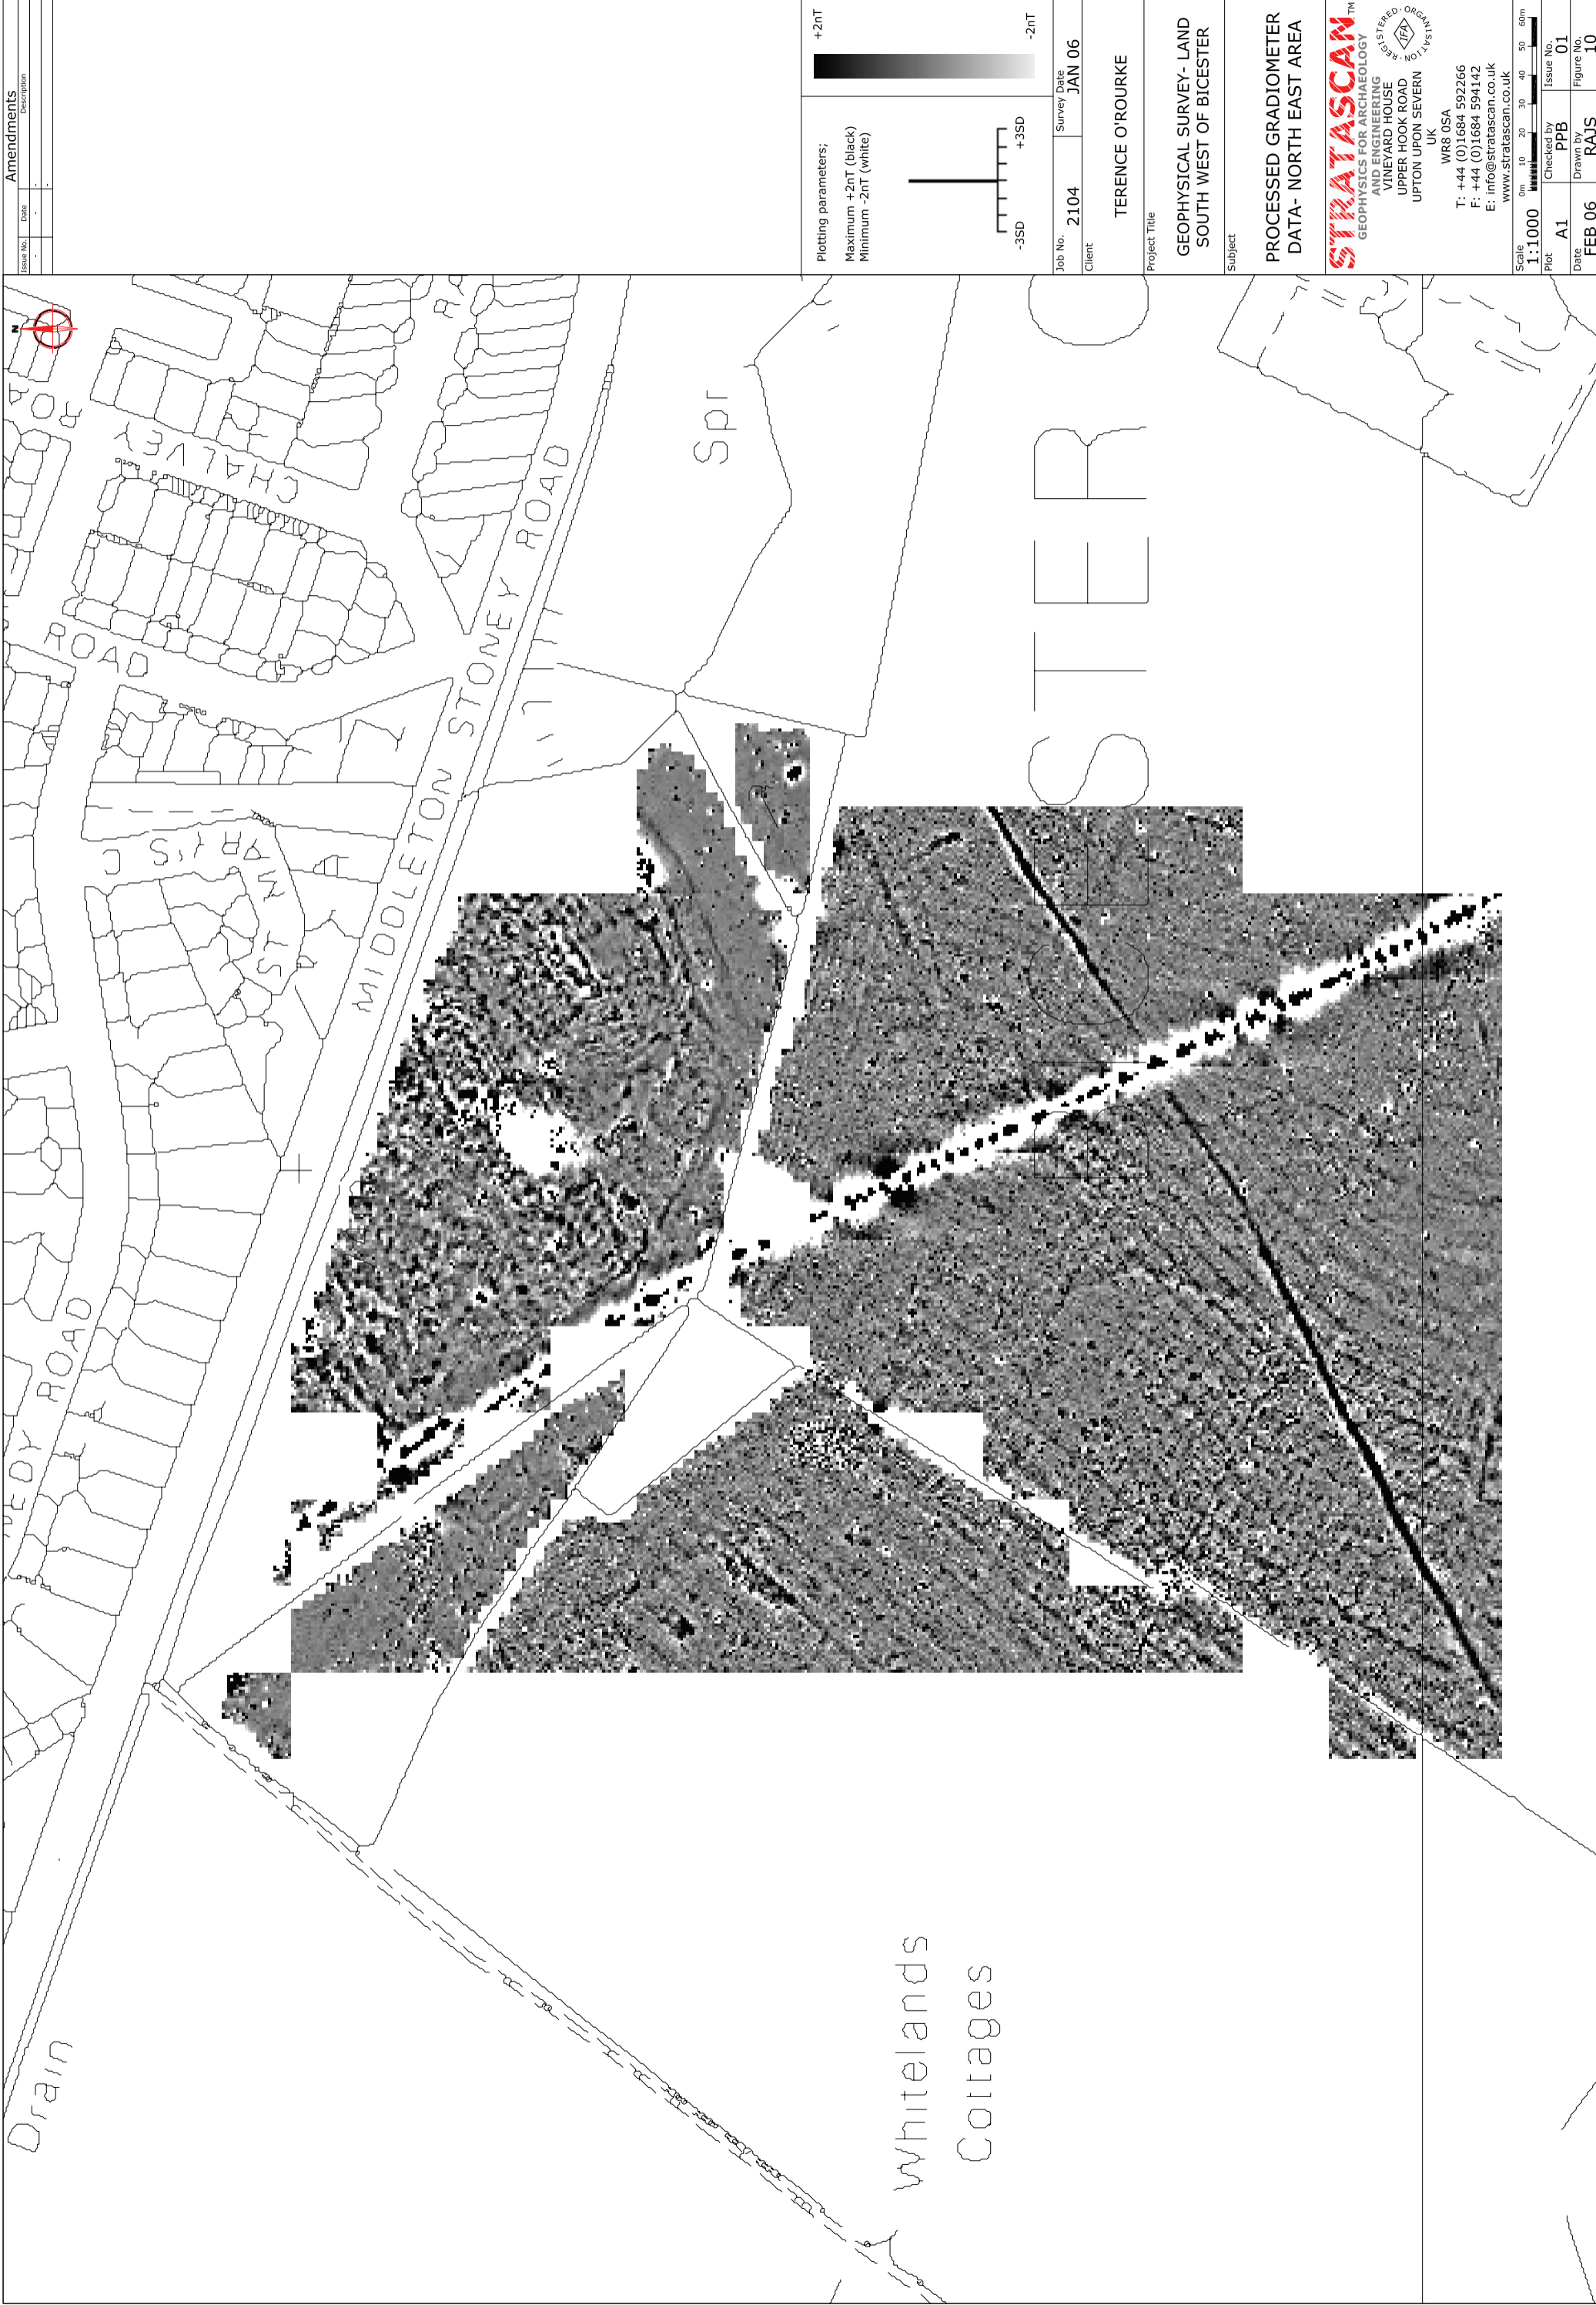 Amendments
Issue No. Date Description
- - -
N
ROAD
ROAD
ST MARY'S C
MIDDLETON STONEY ROAD
Drain
Spr
STER C
Whitelands
Cottages
Plotting parameters;
Maximum +2nT (black)
Minimum -2nT (white)
+2nT
-2nT
-3SD
+3SD
Job No. 2104
Survey Date JAN 06
Client
TERENCE O'ROURKE
Project Title
GEOPHYSICAL SURVEY- LAND
SOUTH WEST OF BICESTER
Subject
PROCESSED GRADIOMETER
DATA- NORTH EAST AREA
STRATASCAN™
GEOPHYSICS FOR ARCHAEOLOGY
AND ENGINEERING
REGISTERED·ORGANISATION·
IFA
VINEYARD HOUSE
UPPER HOOK ROAD
UPTON UPON SEVERN
UK
WR8 0SA
T: +44 (0)1684 592266
F: +44 (0)1684 594142
E: info@stratascan.co.uk
www.stratascan.co.uk
Scale
1:1000
0m 10 20 30 40 50 60m
Plot A1
Checked by PPB
Issue No. 01
Date FEB 06
Drawn by RAJS
Figure No. 10